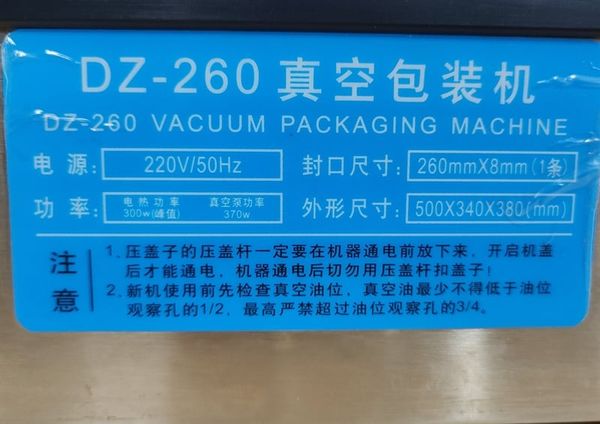 DZ-260 真空包装机
DZ-260 VACUUM PACKAGING MACHINE
电源: 220V/50Hz 封口尺寸: 260mmX8mm(1条)
功率: 电热功率 300w(峰值) 真空泵功率 370w 外形尺寸: 500X340X380(mm)
注意
1. 压盖子的压盖杆一定要在机器通电前放下来，开启机盖
后才能通电，机器通电后切勿用压盖杆扣盖子！
2. 新机使用前先检查真空油位，真空油最少不得低于油位
观察孔的1/2，最高严禁超过油位观察孔的3/4。